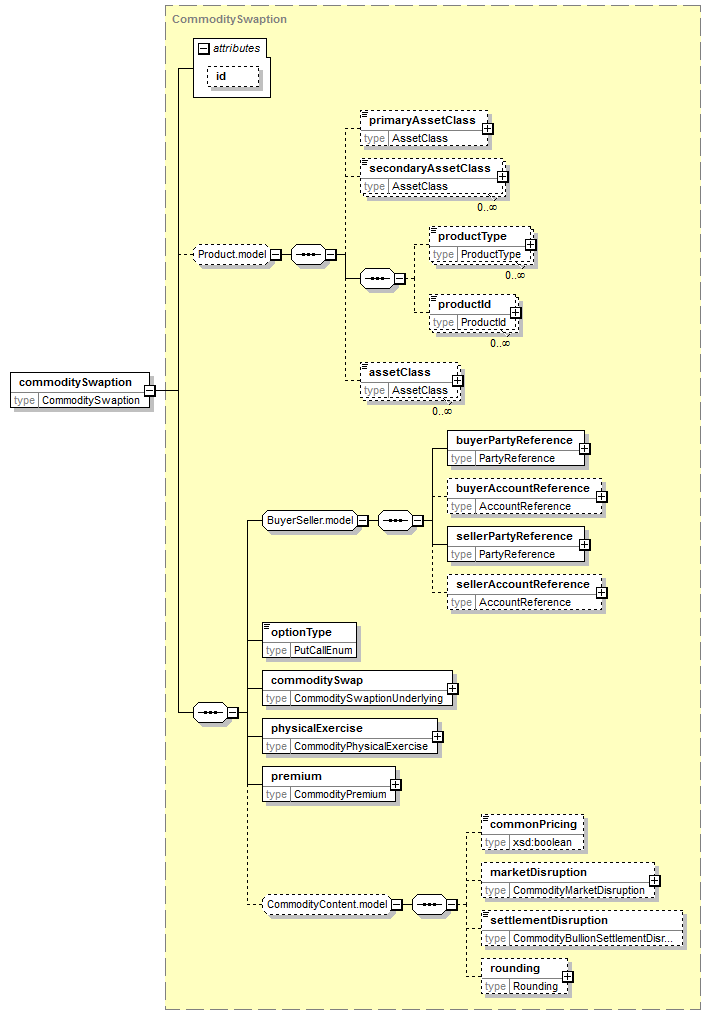 CommoditySwaption
attributes
id
primaryAssetClass
type AssetClass
secondaryAssetClass
type AssetClass
0..∞
Product.model
productType
type ProductType
0..∞
productId
type ProductId
0..∞
assetClass
type AssetClass
0..∞
commoditySwaption
type CommoditySwaption
buyerPartyReference
type PartyReference
buyerAccountReference
type AccountReference
BuyerSeller.model
sellerPartyReference
type PartyReference
sellerAccountReference
type AccountReference
optionType
type PutCallEnum
commoditySwap
type CommoditySwaptionUnderlying
physicalExercise
type CommodityPhysicalExercise
premium
type CommodityPremium
commonPricing
type xsd:boolean
marketDisruption
type CommodityMarketDisruption
CommodityContent.model
settlementDisruption
type CommodityBullionSettlementDisr...
rounding
type Rounding